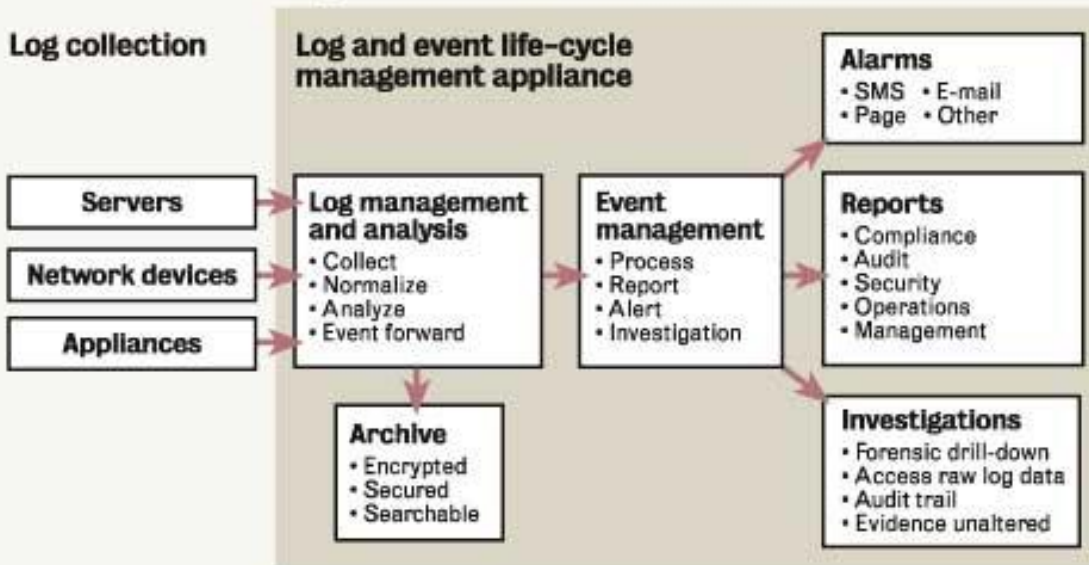 Log collection
Log and event life-cycle
management appliance
Servers
Network devices
Appliances
Log management
and analysis
• Collect
• Normalize
• Analyze
• Event forward
Archive
• Encrypted
• Secured
• Searchable
Event
management
• Process
• Report
• Alert
• Investigation
Alarms
• SMS • E-mail
• Page • Other
Reports
• Compliance
• Audit
• Security
• Operations
• Management
Investigations
• Forensic drill-down
• Access raw log data
• Audit trail
• Evidence unaltered